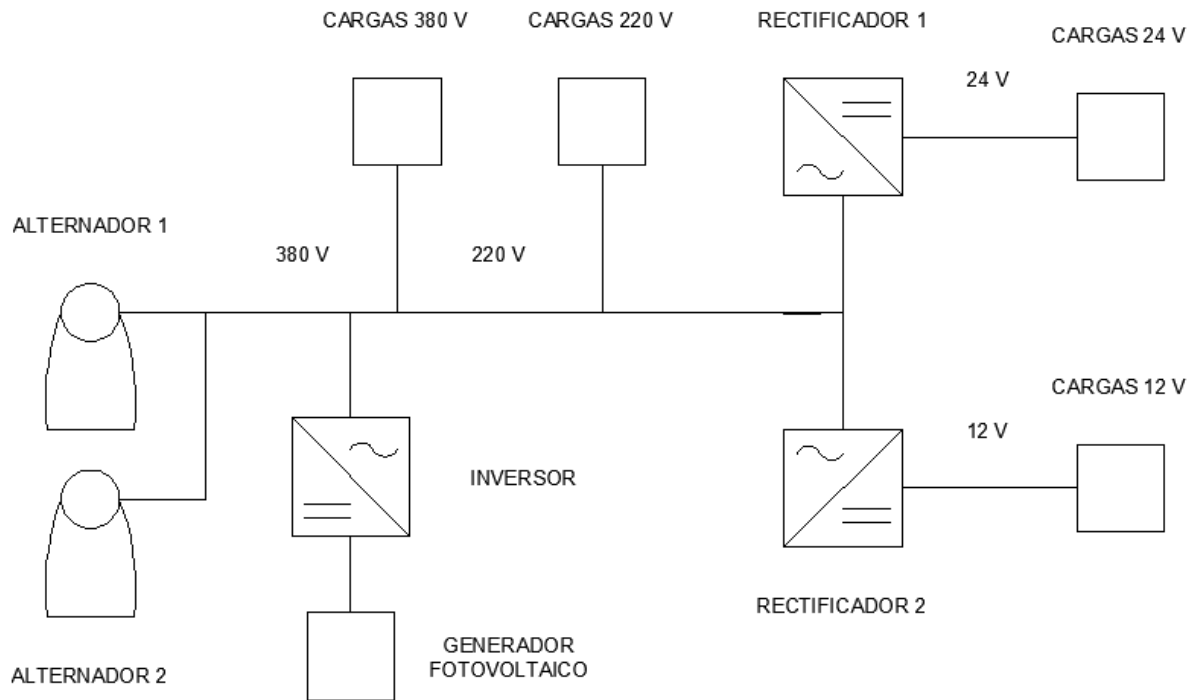 CARGAS 380 V
CARGAS 220 V
RECTIFICADOR 1
CARGAS 24 V
24 V
ALTERNADOR 1
380 V
220 V
CARGAS 12 V
12 V
INVERSOR
RECTIFICADOR 2
GENERADOR
FOTOVOLTAICO
ALTERNADOR 2